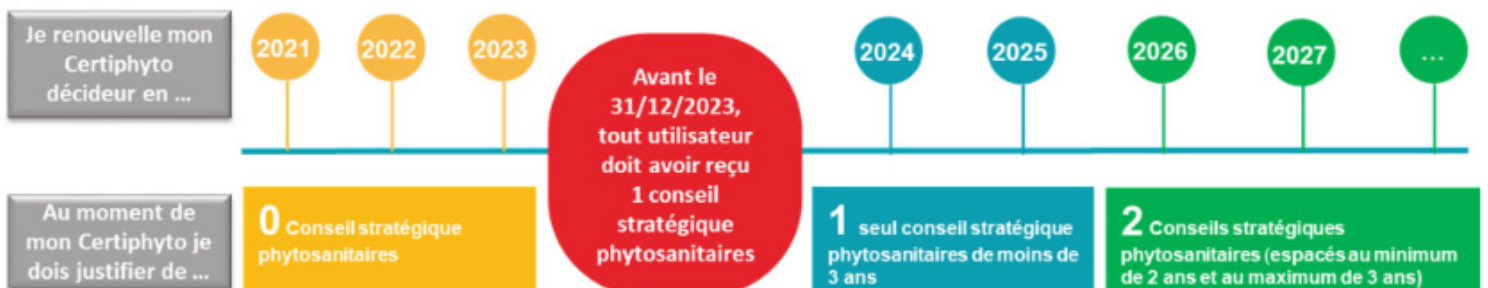 Je renouvelle mon
Certiphyto
décideur en ...
2021
2022
2023
Avant le
31/12/2023,
tout utilisateur
doit avoir reçu
1 conseil
stratégique
phytosanitaires
2024
2025
2026
2027
...
Au moment de
mon Certiphyto je
dois justifier de ...
0 Conseil stratégique
phytosanitaires
1 seul conseil stratégique
phytosanitaires de moins de
3 ans
2 Conseils stratégiques
phytosanitaires (espacés au minimum
de 2 ans et au maximum de 3 ans)